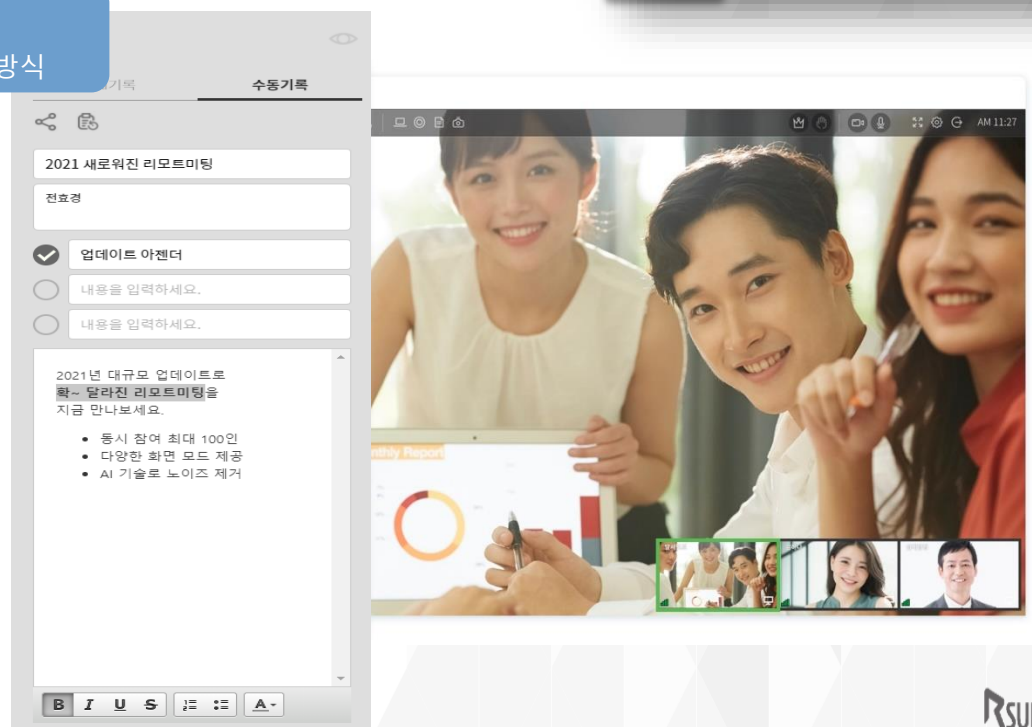 방식
기록
수동기록
2021 새로워진 리모트미팅
전효경
업데이트 아젠더
내용을 입력하세요.
내용을 입력하세요.
2021년 대규모 업데이트로
확~ 달라진 리모트미팅을
지금 만나보세요.
• 동시 참여 최대 100인
• 다양한 화면 모드 제공
• AI 기술로 노이즈 제거
B I U S A
AM 11:27
nthly Report
RSU